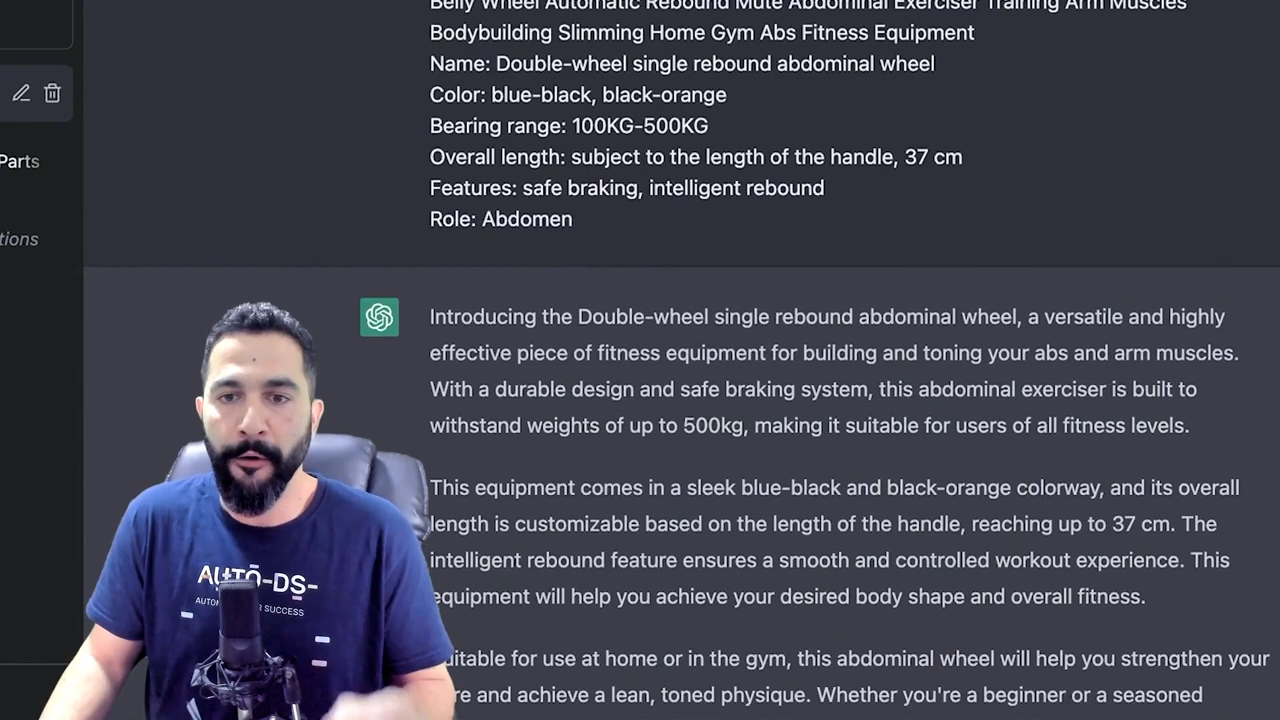 Belly Wheel Automatic Rebound Mute Abdominal Exerciser Training Arm Muscles
Bodybuilding Slimming Home Gym Abs Fitness Equipment
Name: Double-wheel single rebound abdominal wheel
Color: blue-black, black-orange
Bearing range: 100KG-500KG
Overall length: subject to the length of the handle, 37 cm
Features: safe braking, intelligent rebound
Role: Abdomen
Parts
tions
Introducing the Double-wheel single rebound abdominal wheel, a versatile and highly
effective piece of fitness equipment for building and toning your abs and arm muscles.
With a durable design and safe braking system, this abdominal exerciser is built to
withstand weights of up to 500kg, making it suitable for users of all fitness levels.
This equipment comes in a sleek blue-black and black-orange colorway, and its overall
length is customizable based on the length of the handle, reaching up to 37 cm. The
intelligent rebound feature ensures a smooth and controlled workout experience. This
equipment will help you achieve your desired body shape and overall fitness.
uitable for use at home or in the gym, this abdominal wheel will help you strengthen your
re and achieve a lean, toned physique. Whether you're a beginner or a seasoned
AUTO-DS-
SUCCESS